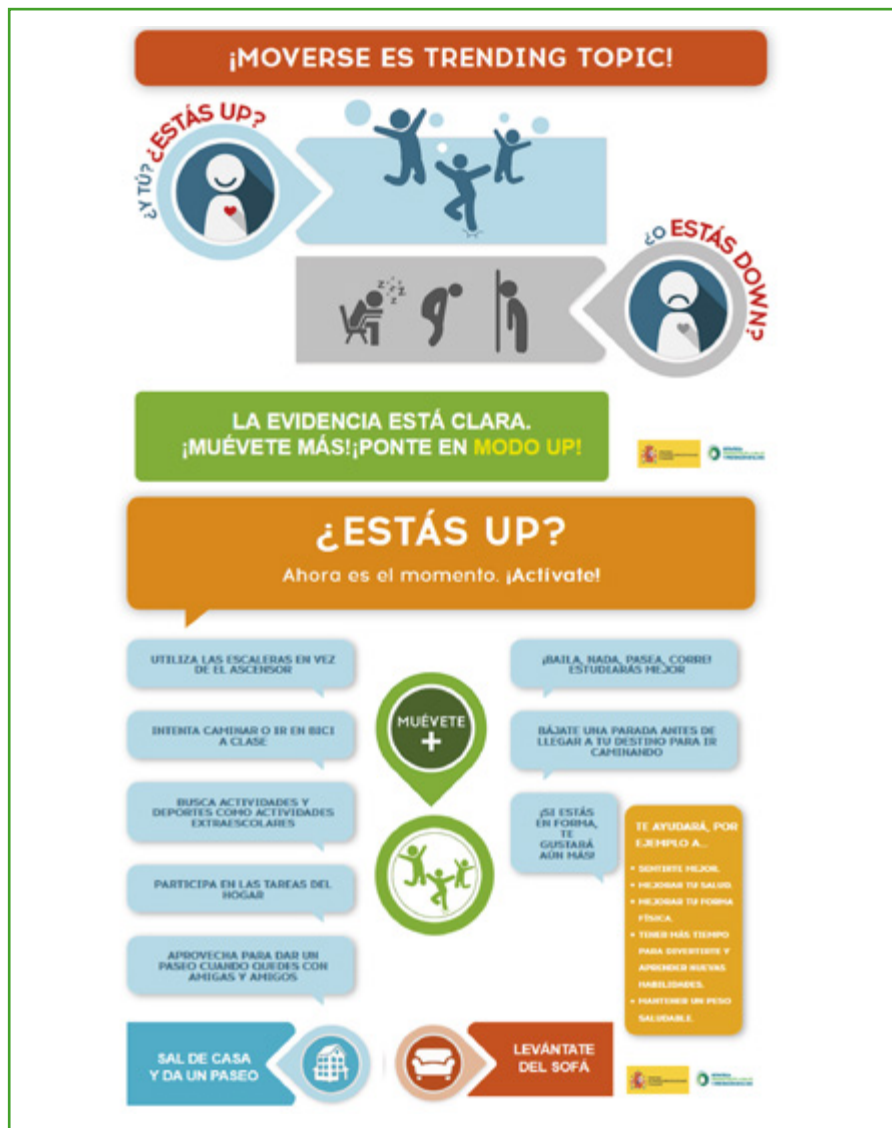 ¡MOVERSE ES TRENDING TOPIC!
¿Y TÚ? ¿ESTÁS UP?
¿O ESTÁS DOWN?
LA EVIDENCIA ESTÁ CLARA.
¡MUÉVETE MÁS!¡PONTE EN MODO UP!
¿ESTÁS UP?
Ahora es el momento. ¡Actívate!
UTILIZA LAS ESCALERAS EN VEZ
DE EL ASCENSOR
INTENTA CAMINAR O IR EN BICI
A CLASE
BUSCA ACTIVIDADES Y
DEPORTES COMO ACTIVIDADES
EXTRAESCOLARES
PARTICIPA EN LAS TAREAS DEL
HOGAR
APROVECHA PARA DAR UN
PASEO CUANDO QUEDES CON
AMIGAS Y AMIGOS
MUÉVETE
+
¡BAILA, NADA, PASEA, CORRE!
ESTUDIARÁS MEJOR
BÁJATE UNA PARADA ANTES DE
LLEGAR A TU DESTINO PARA IR
CAMINANDO
¡SI ESTÁS
EN FORMA,
TE
GUSTARÁ
AÚN MÁS!
TE AYUDARÁ, POR
EJEMPLO A...
• SENTIRTE MEJOR.
• MEJORAR TU SALUD.
• MEJORAR TU FORMA
FÍSICA.
• TENER MÁS TIEMPO
PARA DIVERTIRTE Y
APRENDER NUEVAS
HABILIDADES.
• MANTENER UN PESO
SALUDABLE.
SAL DE CASA
Y DA UN PASEO
LEVÁNTATE
DEL SOFÁ